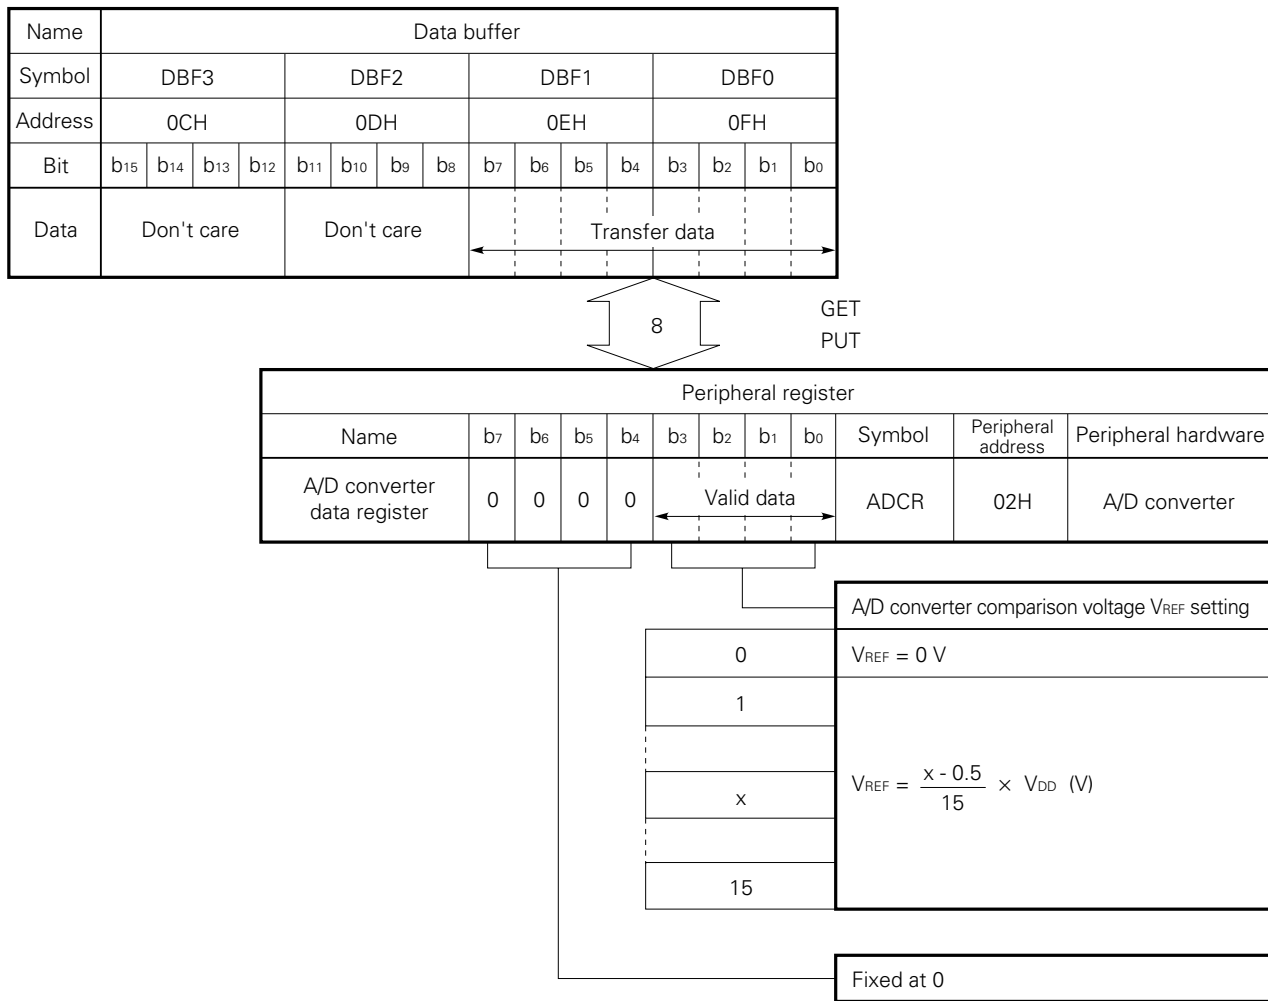 Name Data buffer
Symbol DBF3 DBF2 DBF1 DBF0
Address 0CH 0DH 0EH 0FH
Bit b15 b14 b13 b12 b11 b10 b9 b8 b7 b6 b5 b4 b3 b2 b1 b0
Data Don't care Don't care Transfer data
8
GET
PUT
Peripheral register
Name b7 b6 b5 b4 b3 b2 b1 b0 Symbol Peripheral address Peripheral hardware
A/D converter data register 0 0 0 0 Valid data ADCR 02H A/D converter
A/D converter comparison voltage VREF setting
0 VREF = 0 V
1
x VREF = x - 0.5 / 15 × VDD (V)
15
Fixed at 0